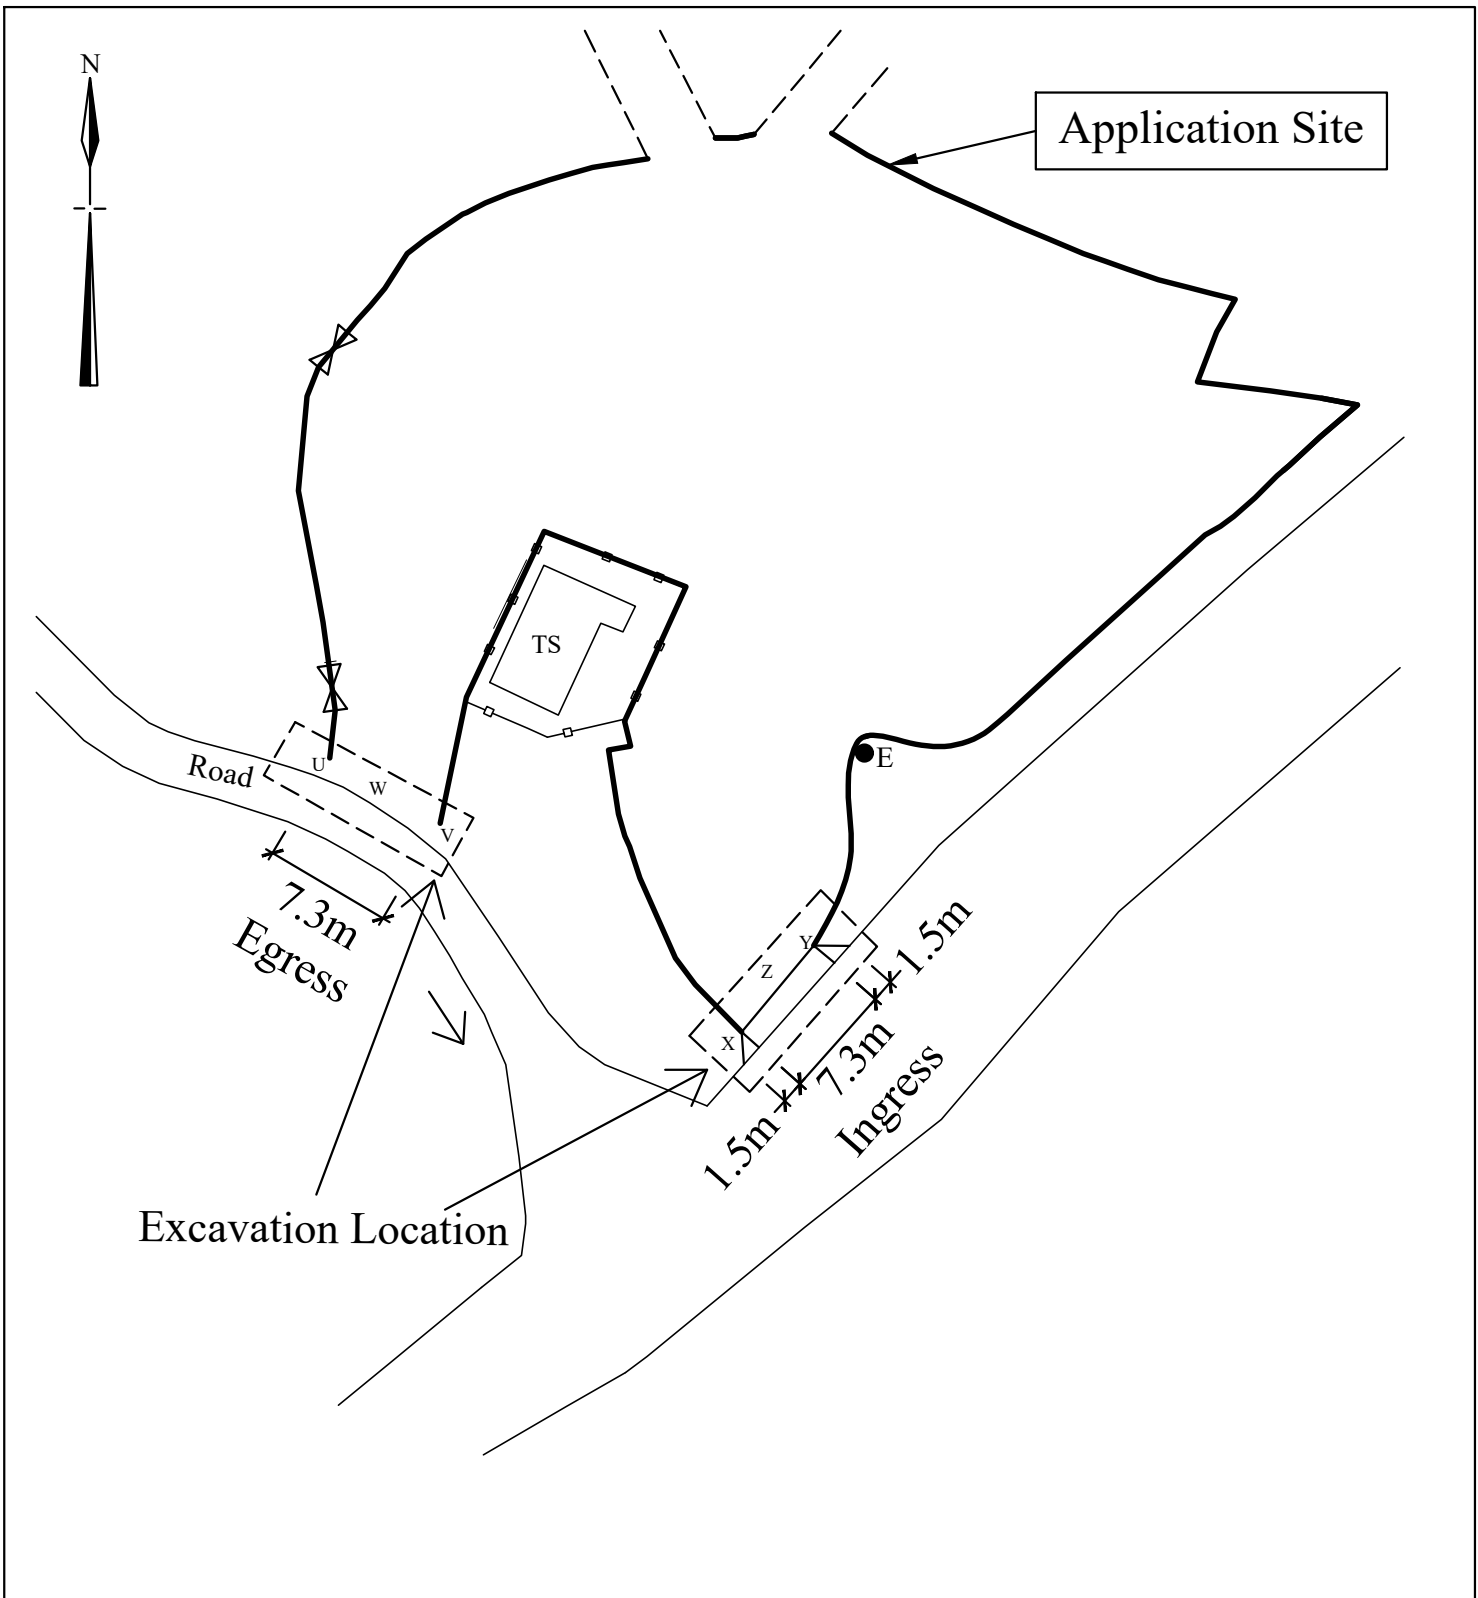 N
Application Site
TS
E
U
Road
W
V
7.3m
Egress
Y
Z
X
1.5m
7.3m
Ingress
1.5m
Excavation Location